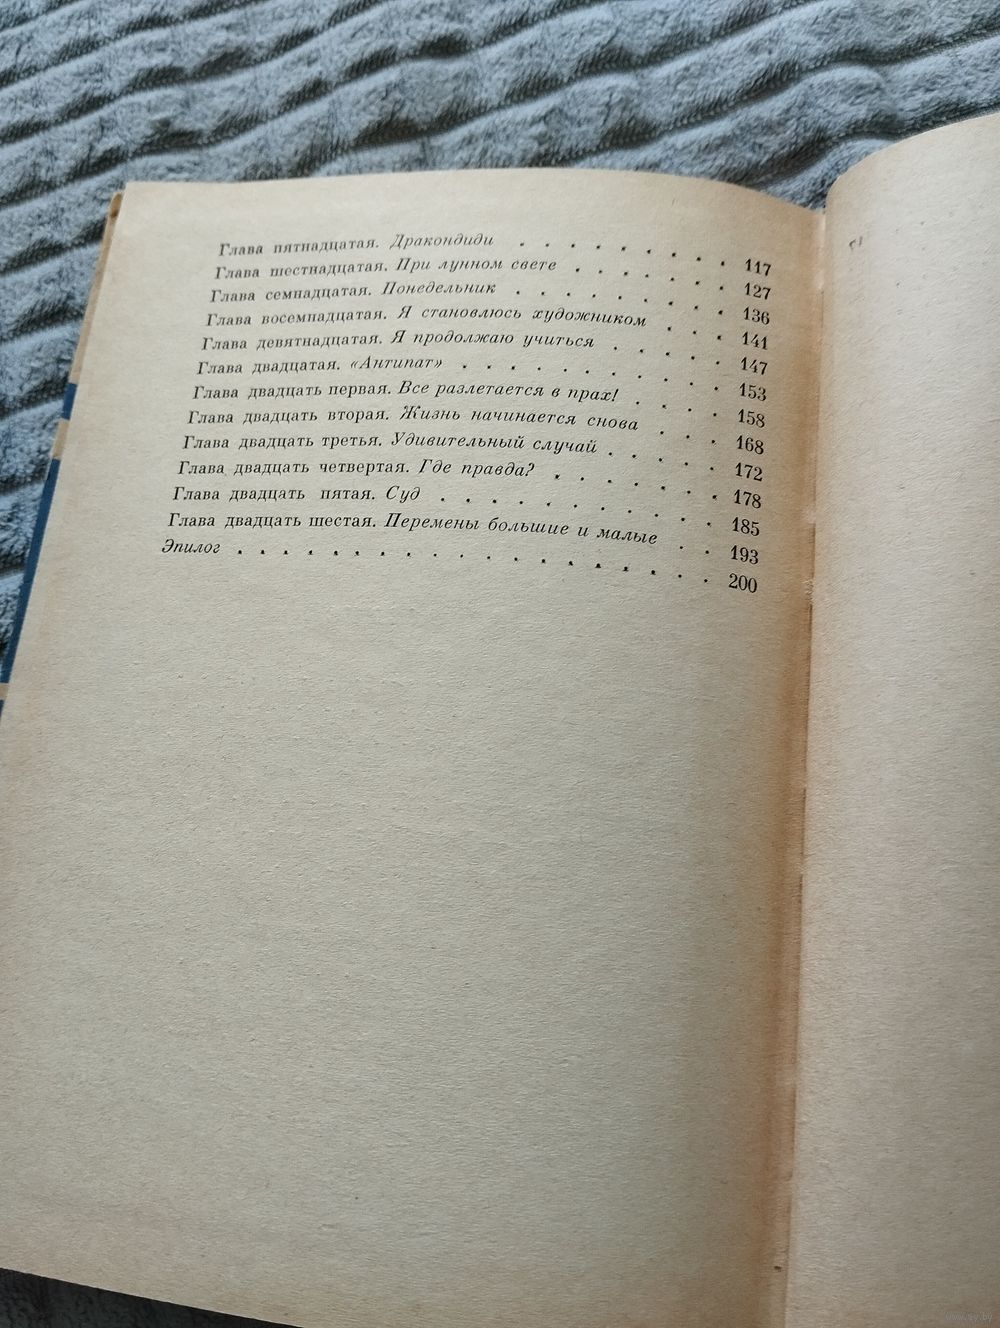 Глава пятнадцатая. Дракондиди . . . . . . . . . 117
Глава шестнадцатая. При лунном свете . . . . . . . 127
Глава семнадцатая. Понедельник . . . . . . . . . 136
Глава восемнадцатая. Я становлюсь художником . . . 141
Глава девятнадцатая. Я продолжаю учиться . . . . . 147
Глава двадцатая. «Антипат» . . . . . . . . . . 153
Глава двадцать первая. Все разлетается в прах! . . . . 158
Глава двадцать вторая. Жизнь начинается снова . . . 168
Глава двадцать третья. Удивительный случай . . . . . 172
Глава двадцать четвертая. Где правда? . . . . . . . 178
Глава двадцать пятая. Суд . . . . . . . . . . . 185
Глава двадцать шестая. Перемены большие и малые . . 193
Эпилог . . . . . . . . . . . . . . . . 200